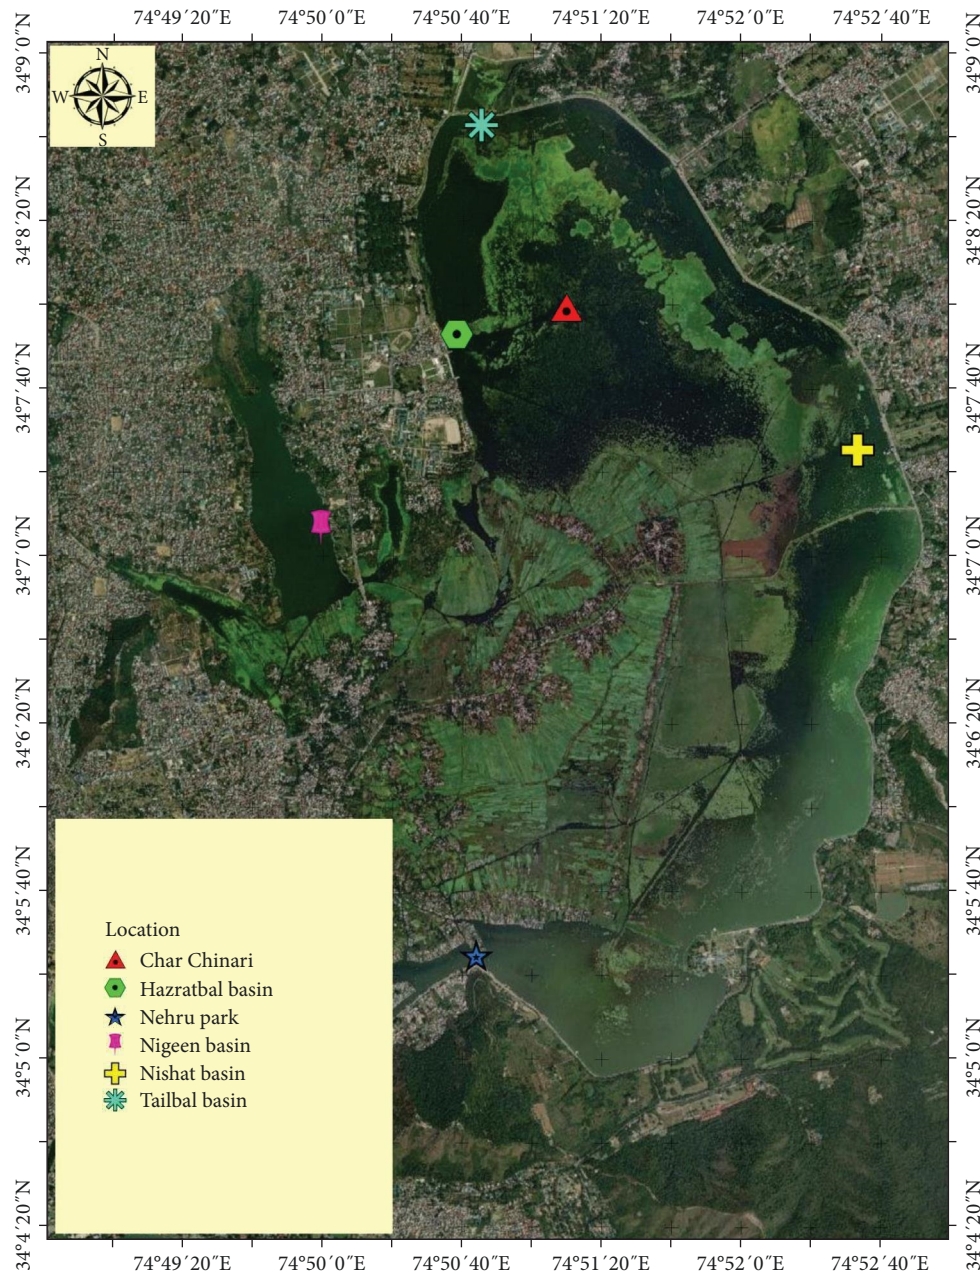 74°49′20″E 74°50′0″E 74°50′40″E 74°51′20″E 74°52′0″E 74°52′40″E
34°9′0″N 34°9′0″N
N
W E
S
34°8′20″N 34°8′20″N
34°7′40″N 34°7′40″N
34°7′0″N 34°7′0″N
34°6′20″N 34°6′20″N
34°5′40″N 34°5′40″N
Location
Char Chinari
Hazratbal basin
Nehru park
Nigeen basin
34°5′0″N 34°5′0″N
Nishat basin
Tailbal basin
34°4′20″N 34°4′20″N
74°49′20″E 74°50′0″E 74°50′40″E 74°51′20″E 74°52′0″E 74°52′40″E